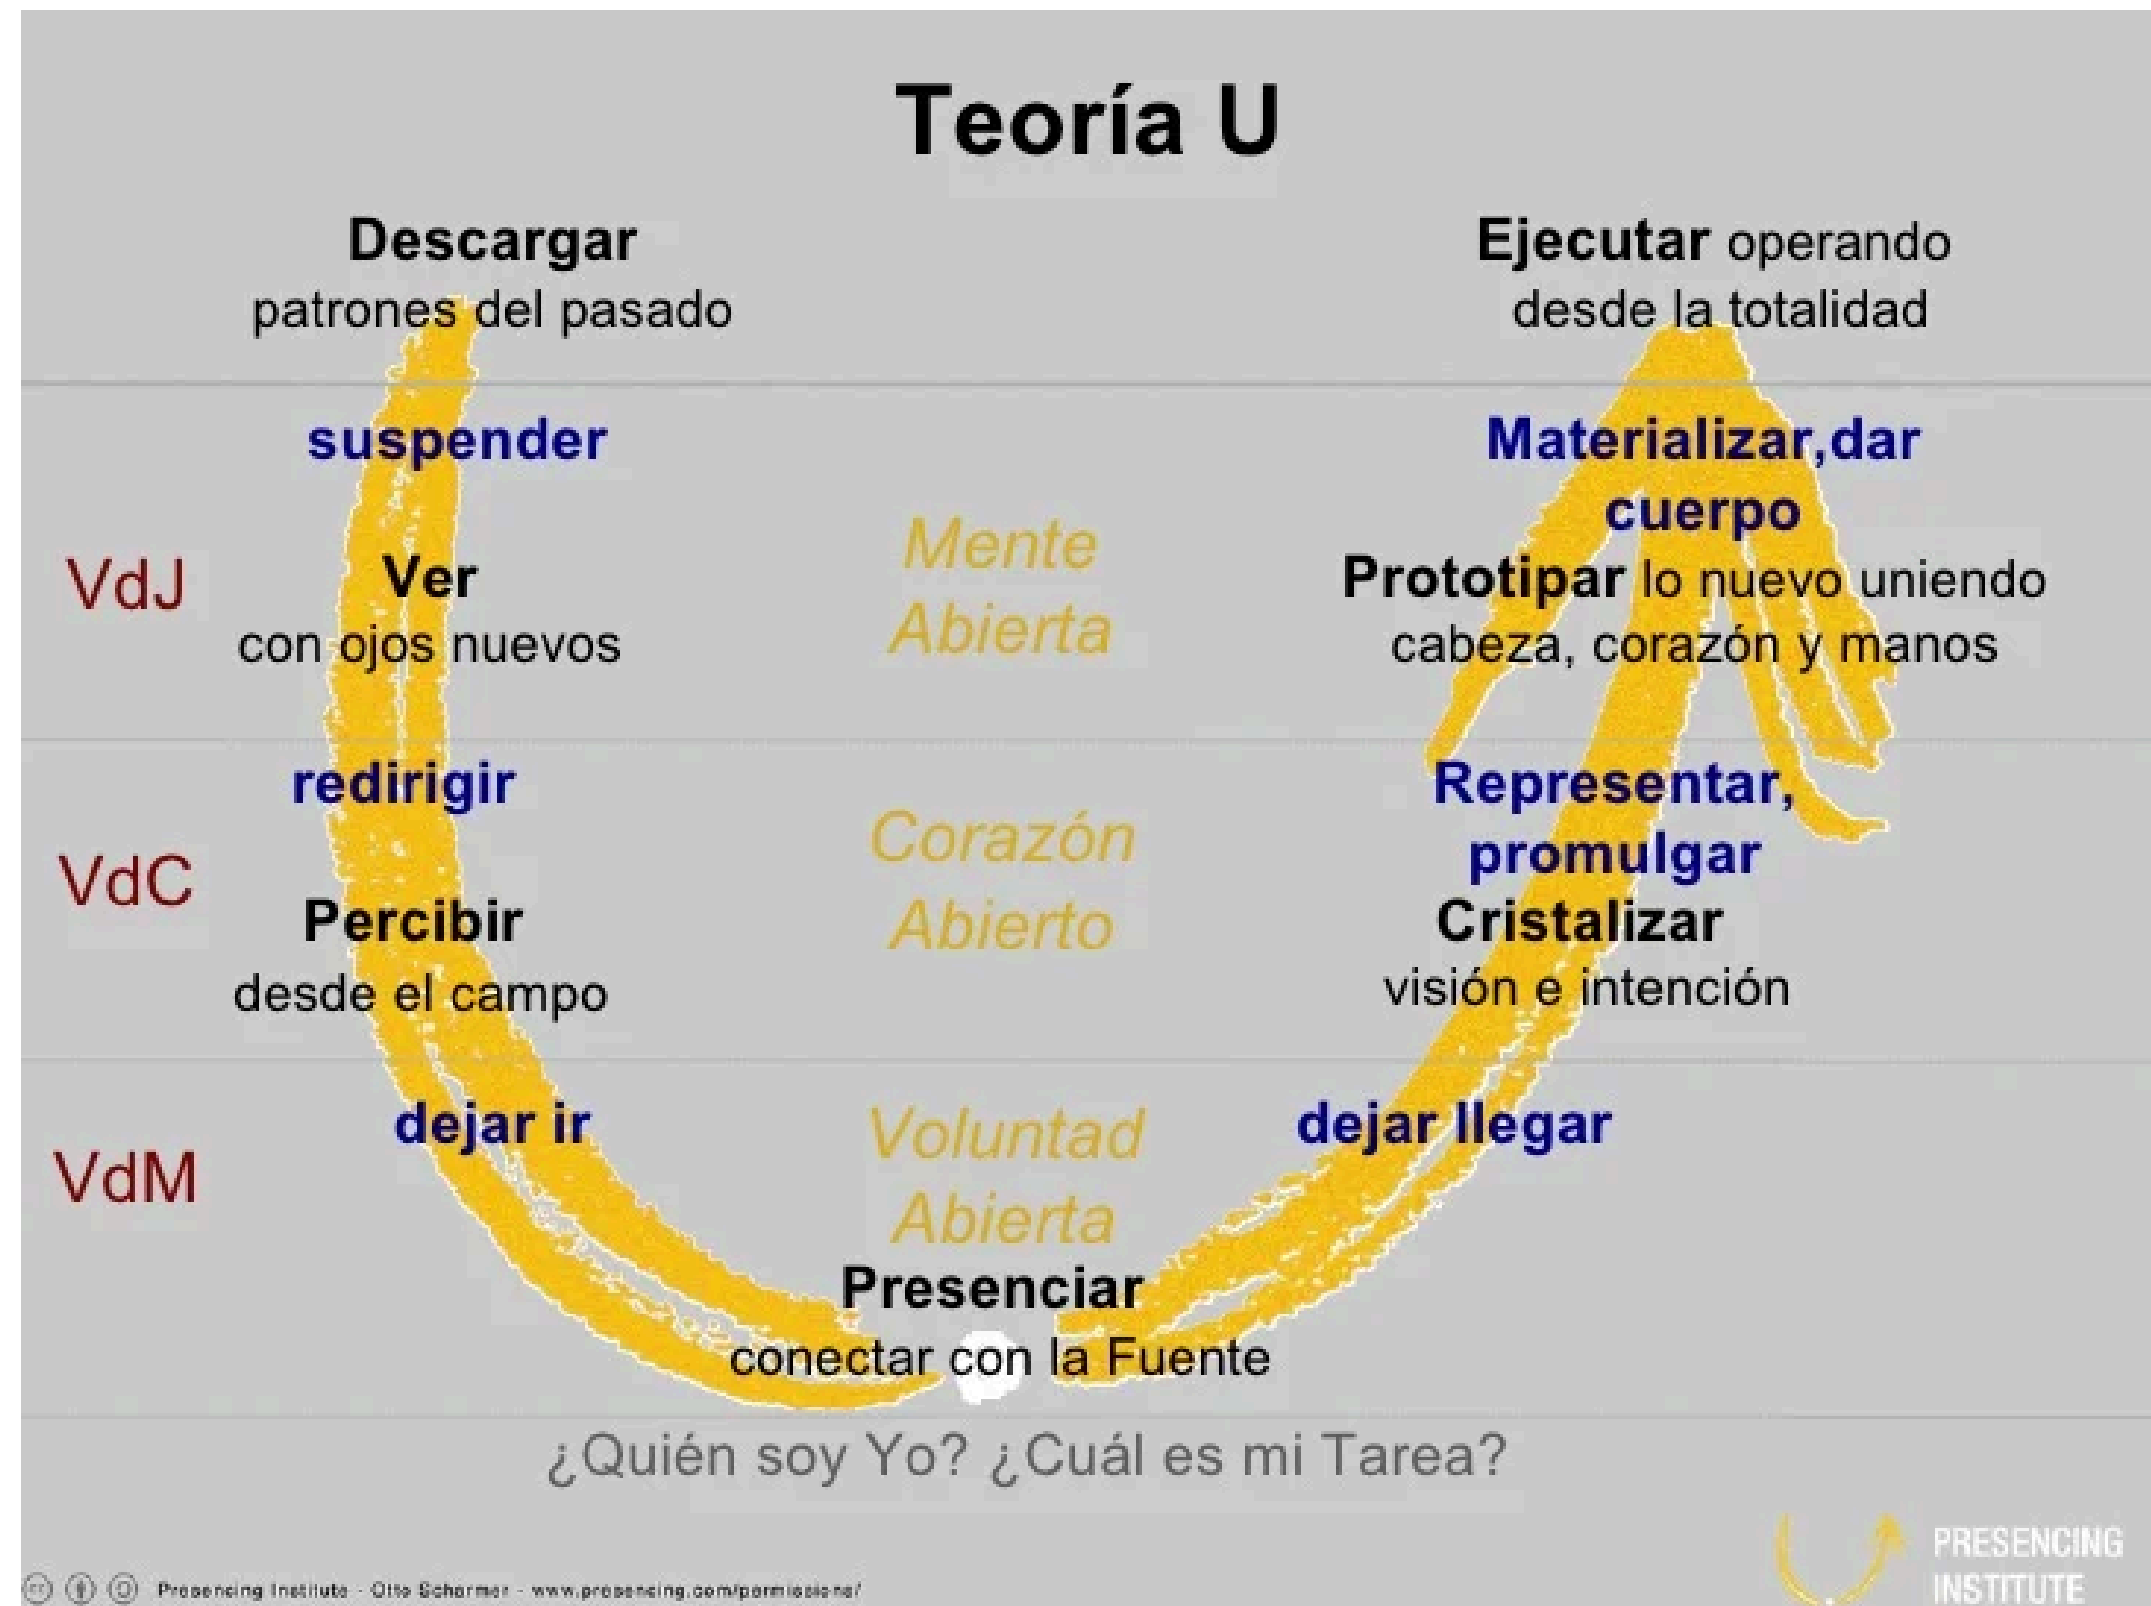 Teoría U
Descargar
patrones del pasado
Ejecutar operando
desde la totalidad
suspender
Materializar,dar
cuerpo
VdJ
Ver
con ojos nuevos
Mente
Abierta
Prototipar lo nuevo uniendo
cabeza, corazón y manos
redirigir
Representar,
promulgar
VdC
Percibir
desde el campo
Corazón
Abierto
Cristalizar
visión e intención
dejar ir
dejar llegar
VdM
Voluntad
Abierta
Presenciar
conectar con la Fuente
¿Quién soy Yo? ¿Cuál es mi Tarea?
PRESENCING
INSTITUTE
cc Presencing Institute - Otto Scharmer - www.presencing.com/permissions/